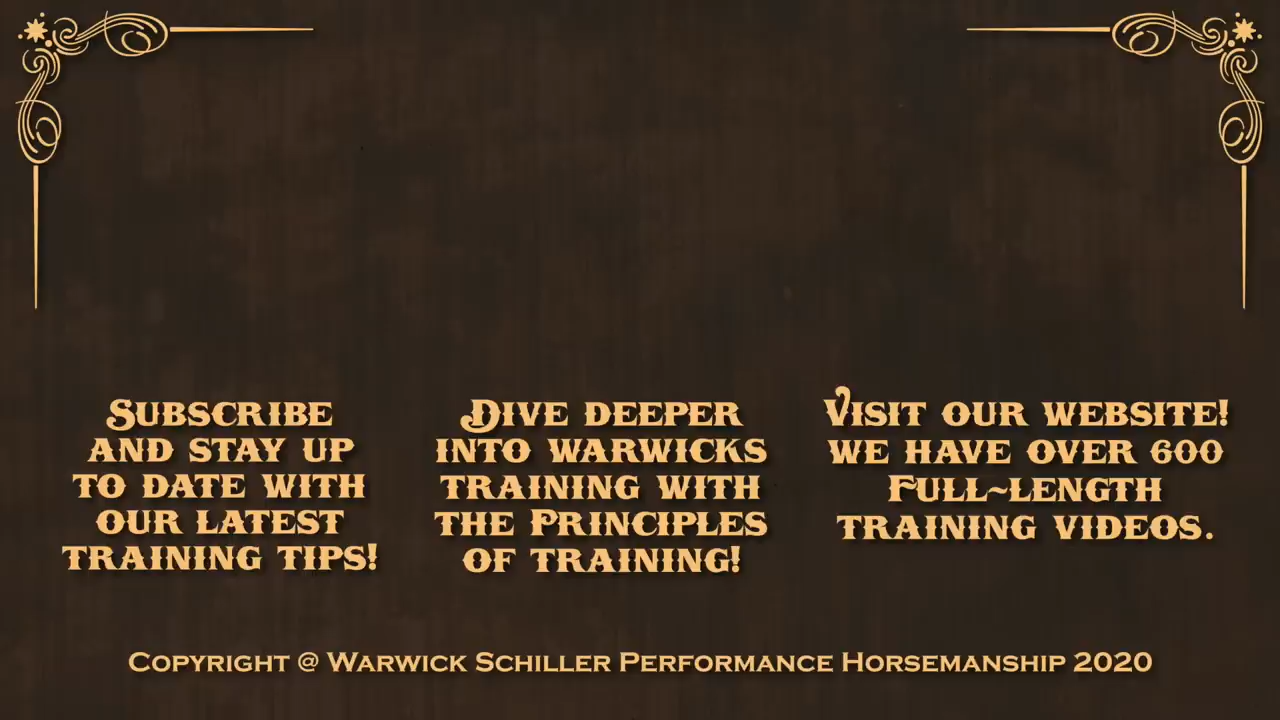 Subscribe
and stay up
to date with
our latest
training tips!
Dive deeper
into warwicks
training with
the Principles
of training!
Visit our website!
we have over 600
Full~length
training videos.
Copyright @ Warwick Schiller Performance Horsemanship 2020